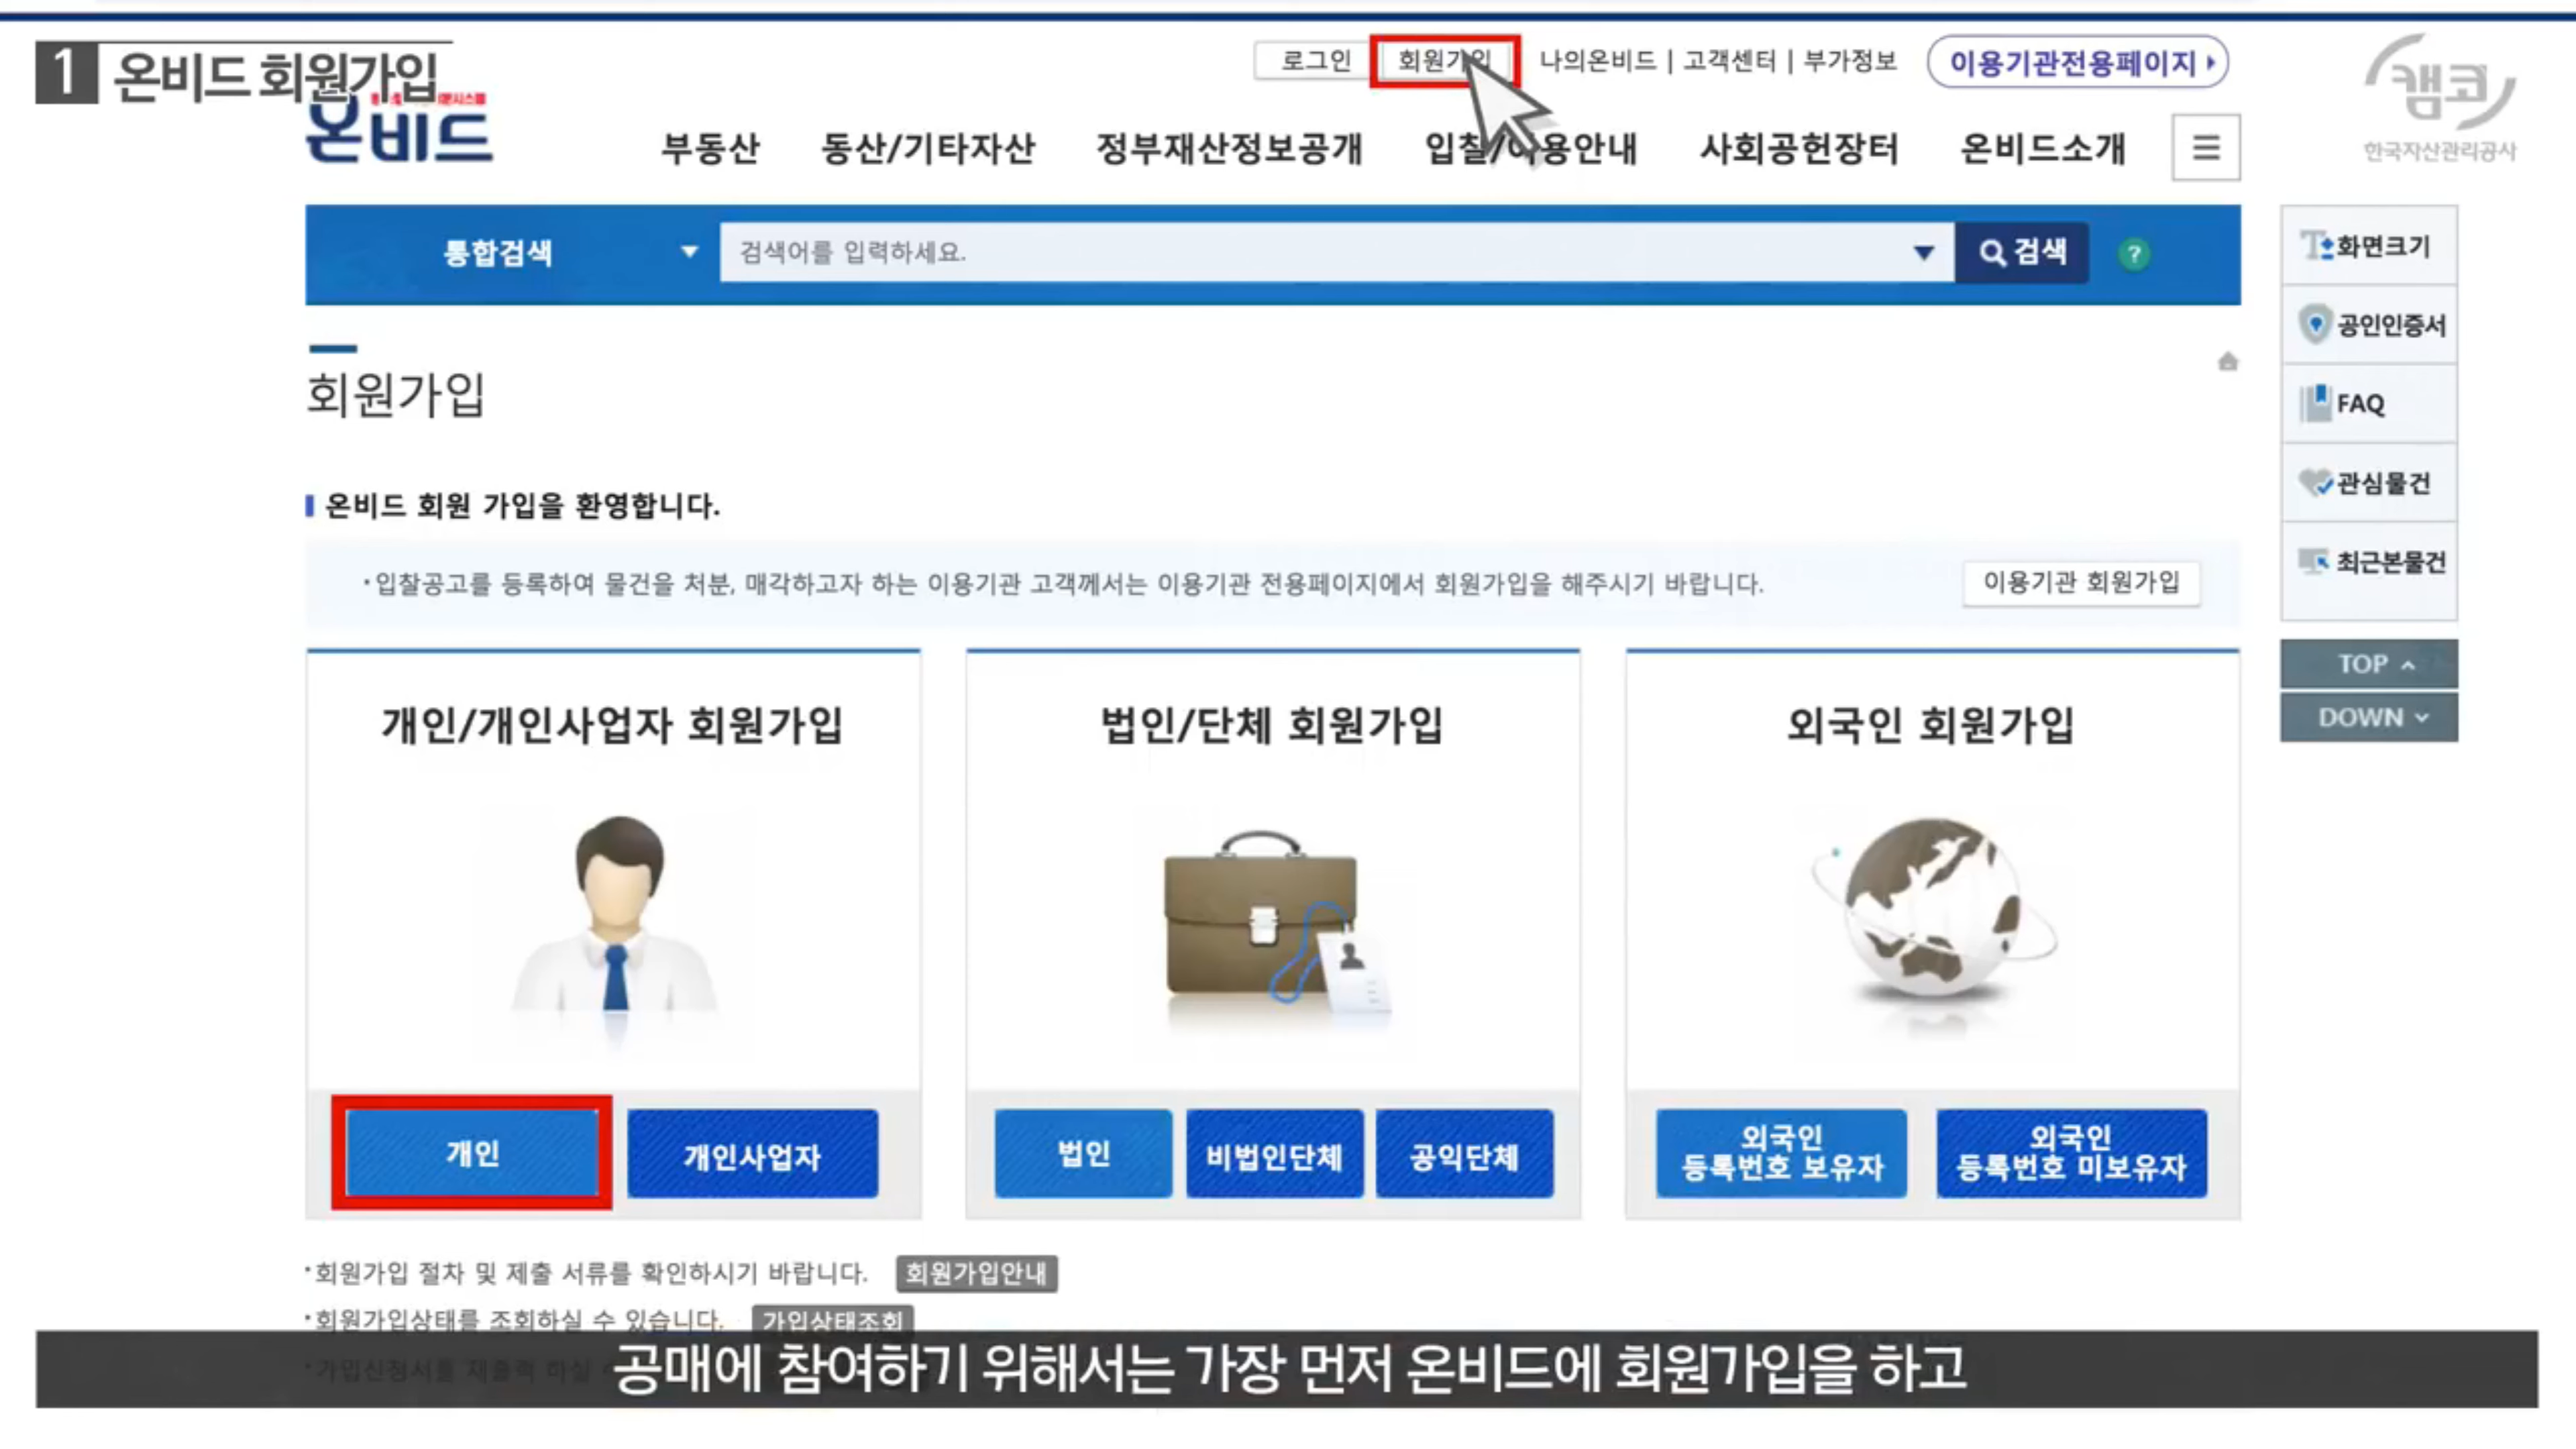 1 온비드 회원가입
로그인 회원가입 나의온비드 | 고객센터 | 부가정보 이용기관전용페이지
캠코
한국자산관리공사
온비드
부동산 동산/기타자산 정부재산정보공개 입찰/이용안내 사회공헌장터 온비드소개
통합검색 검색어를 입력하세요. 검색 ?
화면크기
공인인증서
FAQ
관심물건
최근본물건
TOP
DOWN
회원가입
온비드 회원 가입을 환영합니다.
·입찰공고를 등록하여 물건을 처분, 매각하고자 하는 이용기관 고객께서는 이용기관 전용페이지에서 회원가입을 해주시기 바랍니다. 이용기관 회원가입
개인/개인사업자 회원가입
개인 개인사업자
법인/단체 회원가입
법인 비법인단체 공익단체
외국인 회원가입
외국인
등록번호 보유자
외국인
등록번호 미보유자
·회원가입 절차 및 제출 서류를 확인하시기 바랍니다. 회원가입안내
·회원가입상태를 조회하실 수 있습니다. 가입상태조회
공매에 참여하기 위해서는 가장 먼저 온비드에 회원가입을 하고